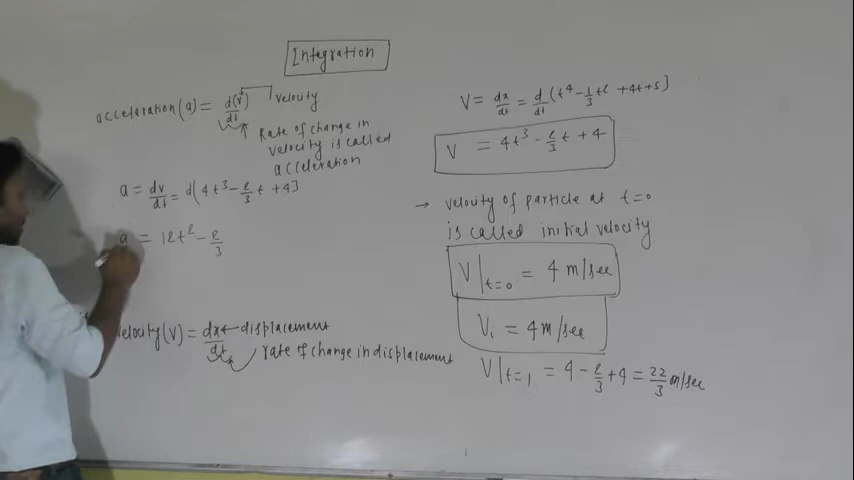 Integration
acceleration(a) = d(v)/dt velocity
Rate of change in
velocity is called
acceleration
a = dv/dt = d[4t³ - 2/3 t + 4]
a = 12t² - 2/3
velocity(V) = dx/dt ← displacement
rate of change in displacement
V = dx/dt = d/dt (t⁴ - 1/3 t² + 4t + 5)
V = 4t³ - 2/3 t + 4
→ velocity of particle at t=0
is called initial velocity
V|t=0 = 4 m/sec
Vi = 4 m/sec
V|t=1 = 4 - 2/3 + 4 = 22/3 m/sec